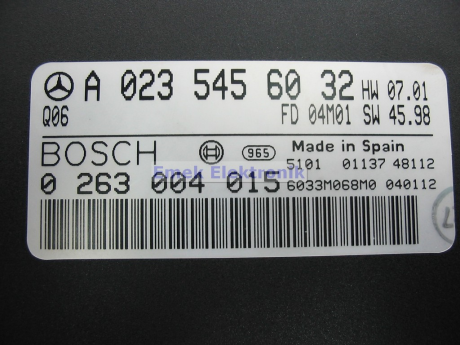 A 023 545 60 32 HW 07.01
Q06 FD 04M01 SW 45.98
BOSCH 965 Made in Spain
5101 01137 48112
0 263 004 015 6033M068M0 040112
Emek Elektronik